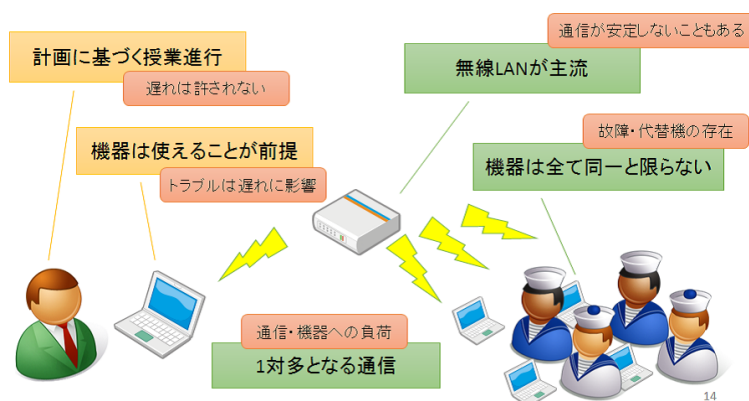 計画に基づく授業進行
遅れは許されない
機器は使えることが前提
トラブルは遅れに影響
通信が安定しないこともある
無線LANが主流
故障・代替機の存在
機器は全て同一と限らない
通信・機器への負荷
1対多となる通信
14